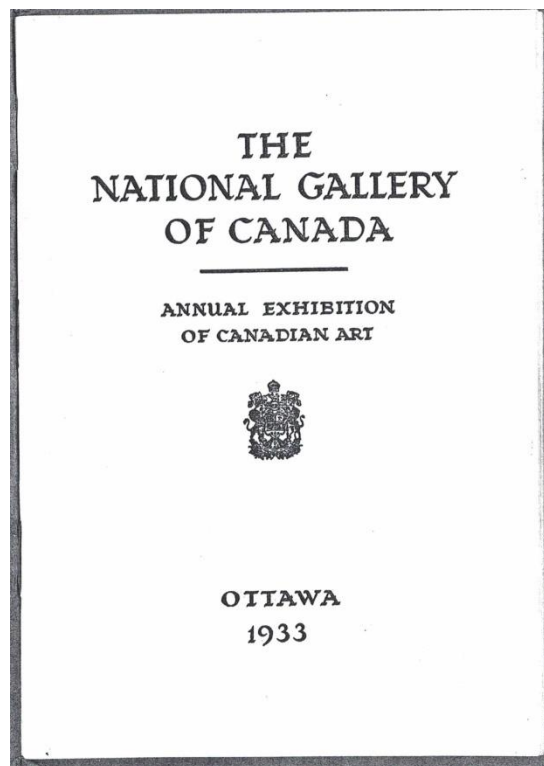 THE
NATIONAL GALLERY
OF CANADA
ANNUAL EXHIBITION
OF CANADIAN ART
OTTAWA
1933